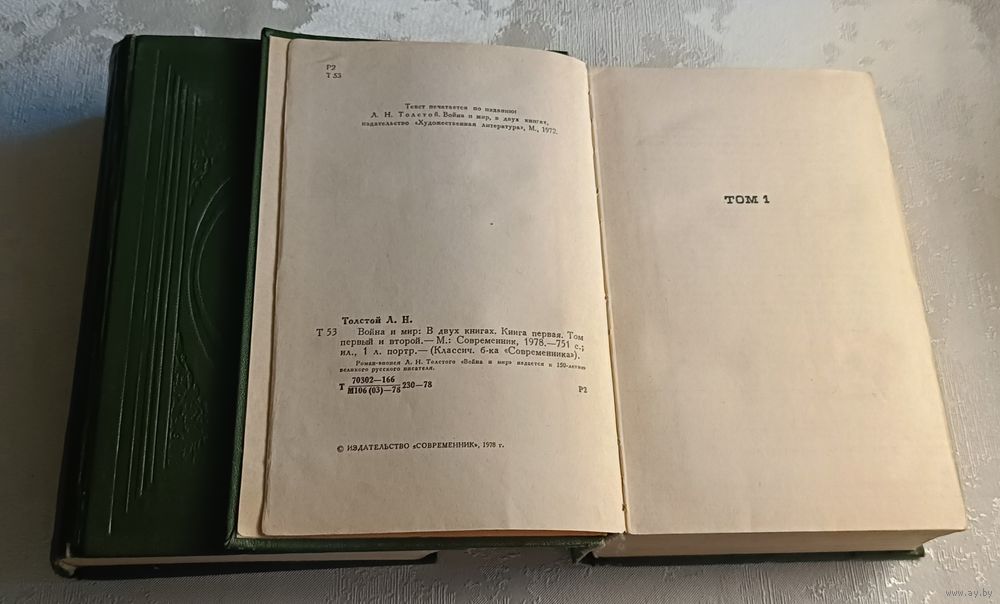 Р2
Т 53
Текст печатается по изданию:
Л. Н. Толстой. Война и мир, в двух книгах,
издательство «Художественная литература», М., 1972.
Толстой Л. Н.
Т 53 Война и мир: В двух книгах. Книга первая. Том
первый и второй.— М.: Современник, 1978.—751 с.;
ил., 1 л. портр.— (Классич. б-ка «Современника»).
Роман-эпопея Л. Н. Толстого «Война и мир» издается к 150-летию
великого русского писателя.
70302—166
Т 230—78
М106 (03)—78
Р2
© ИЗДАТЕЛЬСТВО «СОВРЕМЕННИК», 1978 г.
ТОМ 1
www.ay.by